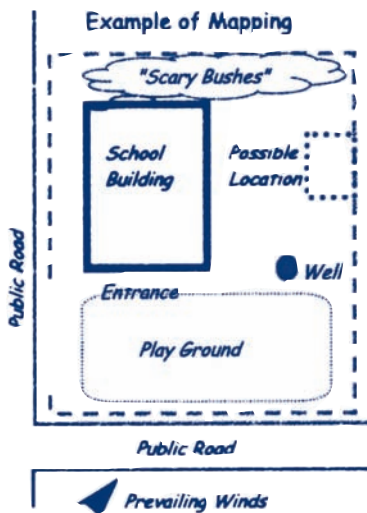 Example of Mapping
"Scary Bushes"
School
Building
Possible
Location
Well
Entrance
Play Ground
Public Road
Public Road
Prevailing Winds